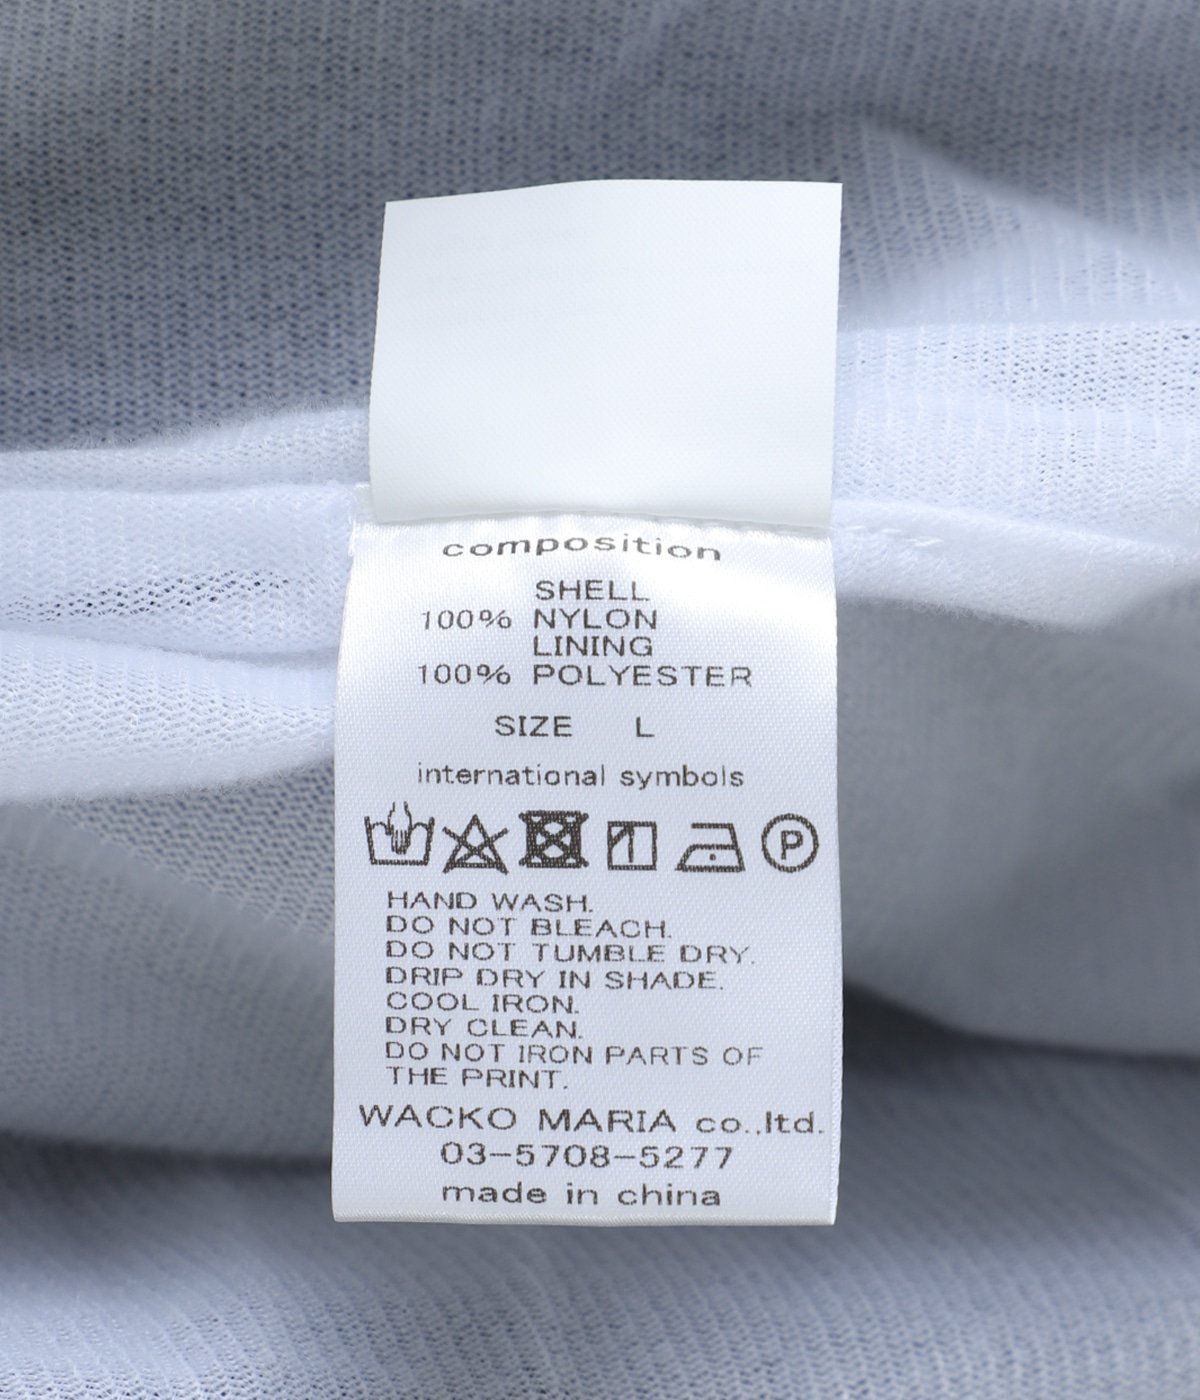 composition
SHELL
100% NYLON
LINING
100% POLYESTER
SIZE L
international symbols
P
HAND WASH.
DO NOT BLEACH.
DO NOT TUMBLE DRY.
DRIP DRY IN SHADE.
COOL IRON.
DRY CLEAN.
DO NOT IRON PARTS OF
THE PRINT.
WACKO MARIA co.,ltd.
03-5708-5277
made in china